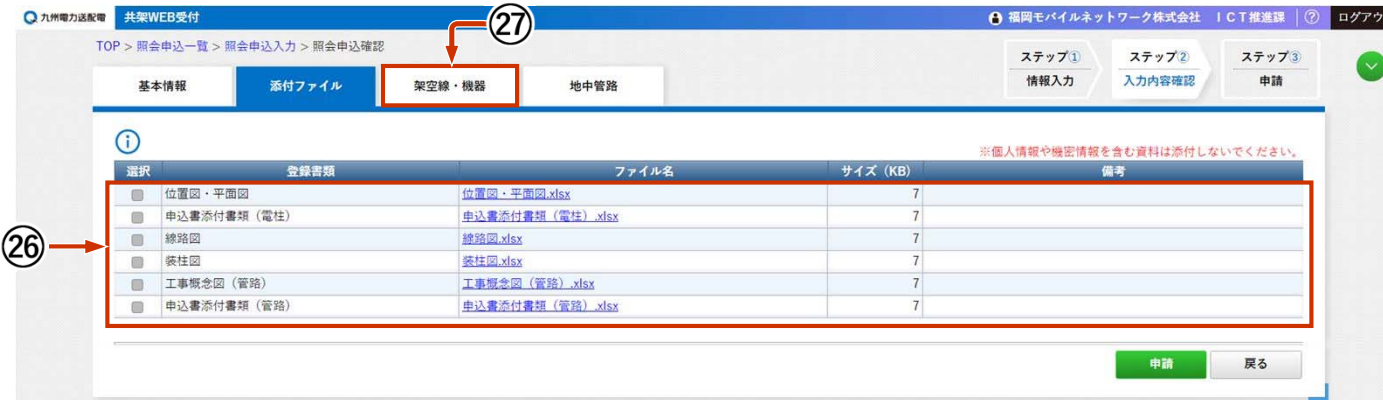 ㉗
九州電力送配電 共架WEB受付 福岡モバイルネットワーク株式会社 ICT推進課 ? ログアウ
TOP > 照会申込一覧 > 照会申込入力 > 照会申込確認
ステップ① ステップ② ステップ③
情報入力 入力内容確認 申請
基本情報 添付ファイル 架空線・機器 地中管路
※個人情報や機密情報を含む資料は添付しないでください。
選択 登録書類 ファイル名 サイズ (KB) 備考
位置図・平面図 位置図・平面図.xlsx 7
申込書添付書類（電柱） 申込書添付書類（電柱）.xlsx 7
線路図 線路図.xlsx 7
㉖
装柱図 装柱図.xlsx 7
工事概念図（管路） 工事概念図（管路）.xlsx 7
申込書添付書類（管路） 申込書添付書類（管路）.xlsx 7
申請 戻る